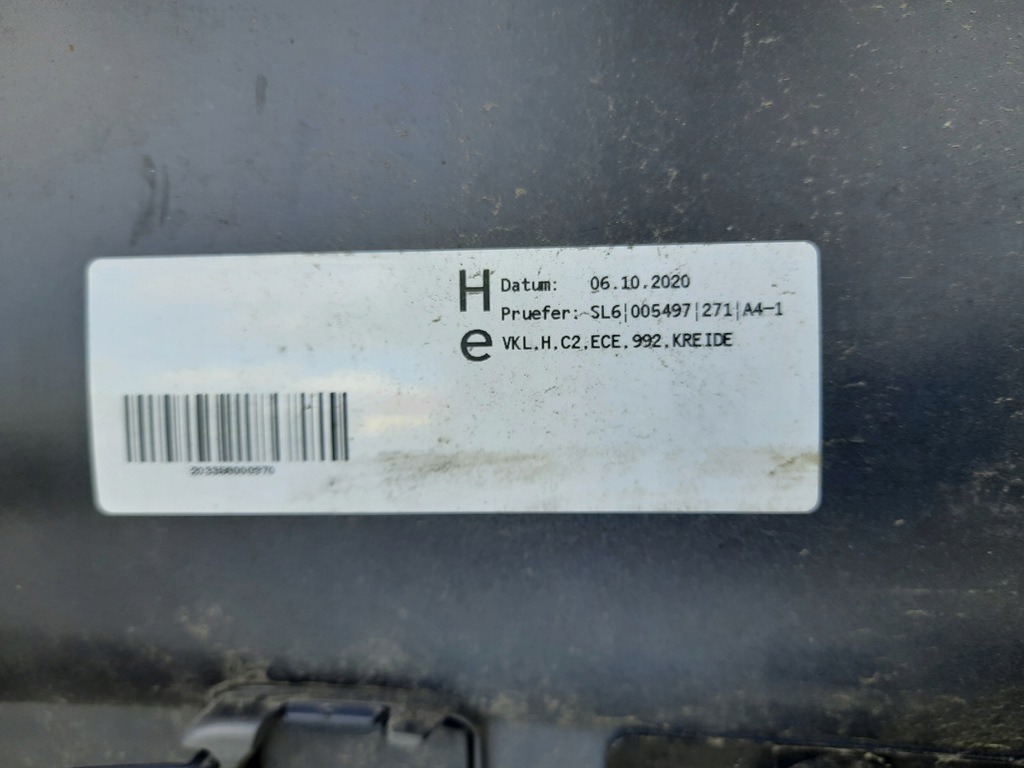 H
Datum: 06.10.2020
Pruefer: SL6|005497|271|A4-1
e
VKL,H,C2,ECE,992,KREIDE